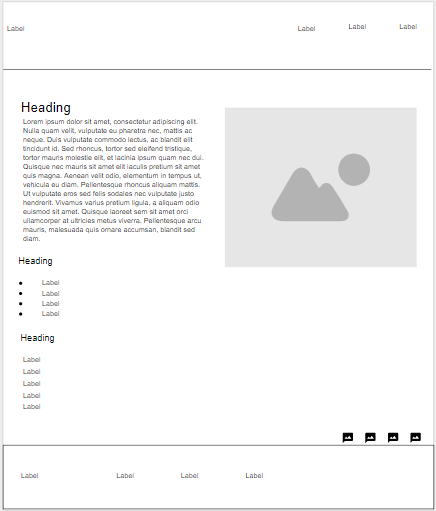 Label
Label
Label
Label
Heading
Lorem ipsum dolor sit amet, consectetur adipiscing elit.
Nulla quam velit, vulputate eu pharetra nec, mattis ac
neque. Duis vulputate commodo lectus, ac blandit elit
tincidunt id. Sed rhoncus, tortor sed eleifend tristique,
tortor mauris molestie elit, et lacinia ipsum quam nec dui.
Quisque nec mauris sit amet elit iaculis pretium sit amet
quis magna. Aenean velit odio, elementum in tempus ut,
vehicula eu diam. Pellentesque rhoncus aliquam mattis.
Ut vulputate eros sed felis sodales nec vulputate justo
hendrerit. Vivamus varius pretium ligula, a aliquam odio
euismod sit amet. Quisque laoreet sem sit amet orci
ullamcorper at ultricies metus viverra. Pellentesque arcu
mauris, malesuada quis ornare accumsan, blandit sed
diam.
Heading
Label
Label
Label
Label
Heading
Label
Label
Label
Label
Label
Label
Label
Label
Label